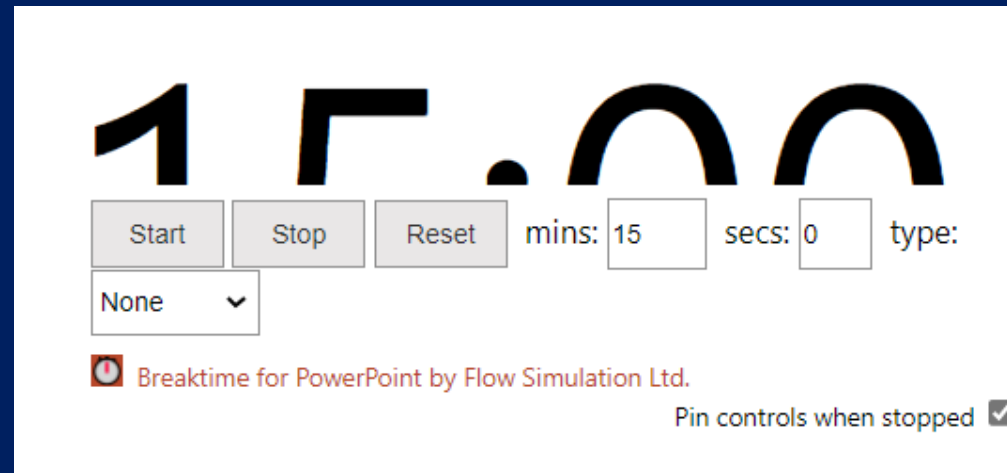 15:00
Start Stop Reset mins: 15 secs: 0 type:
None
Breaktime for PowerPoint by Flow Simulation Ltd.
Pin controls when stopped